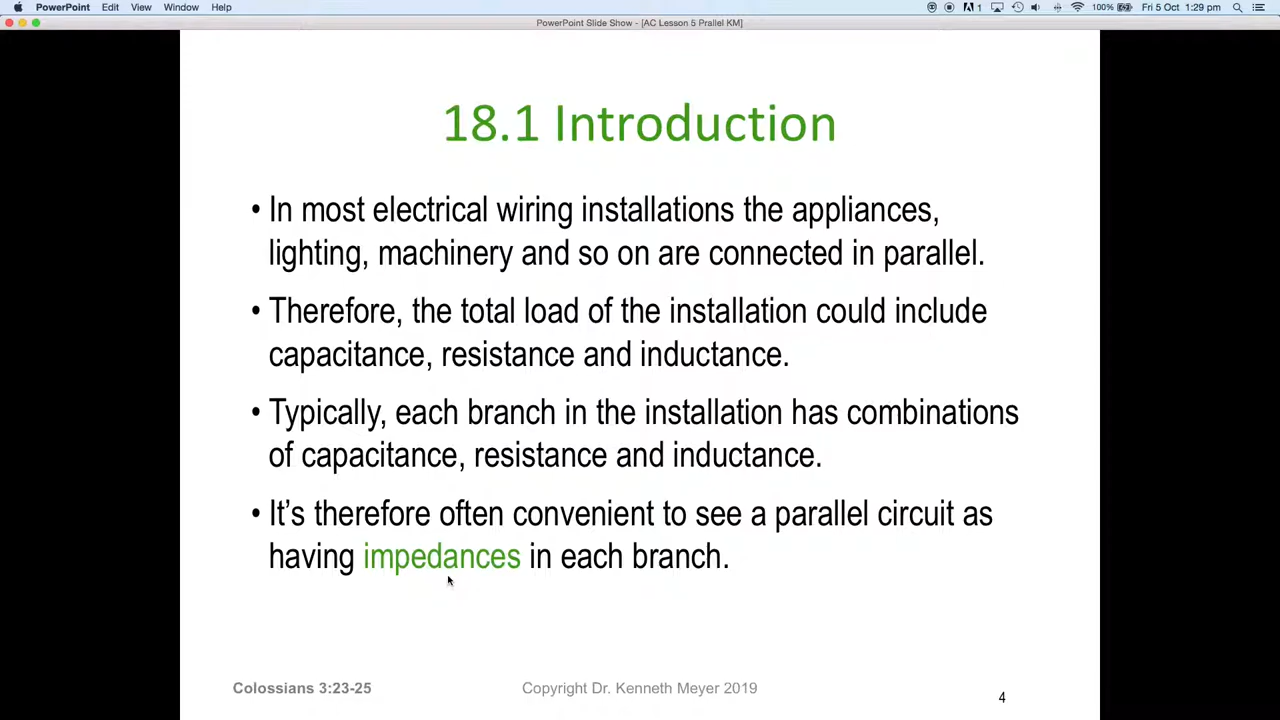 PowerPoint Edit View Window Help 1 100% Fri 5 Oct 1:29 pm
PowerPoint Slide Show - [AC Lesson 5 Prallel KM]
18.1 Introduction
• In most electrical wiring installations the appliances,
lighting, machinery and so on are connected in parallel.
• Therefore, the total load of the installation could include
capacitance, resistance and inductance.
• Typically, each branch in the installation has combinations
of capacitance, resistance and inductance.
• It’s therefore often convenient to see a parallel circuit as
having impedances in each branch.
Colossians 3:23-25 Copyright Dr. Kenneth Meyer 2019 4